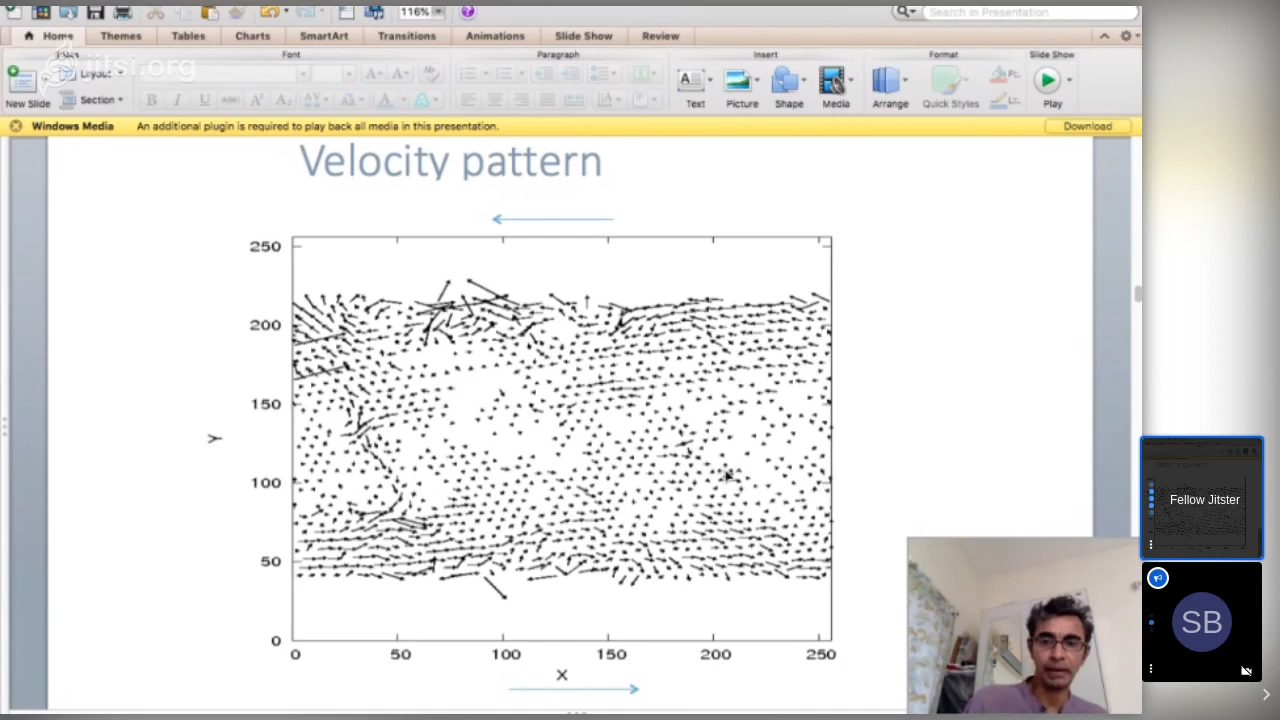 116%
Search in Presentation
Home Themes Tables Charts SmartArt Transitions Animations Slide Show Review
iitsi.org
Font Paragraph Insert Format Slide Show
Layout
New Slide Section Text Picture Shape Media Arrange Quick Styles Play
Windows Media An additional plugin is required to play back all media in this presentation. Download
Velocity pattern
250
200
150
100
50
0
Y
0 50 100 150 200 250
X
Fellow Jitster
SB